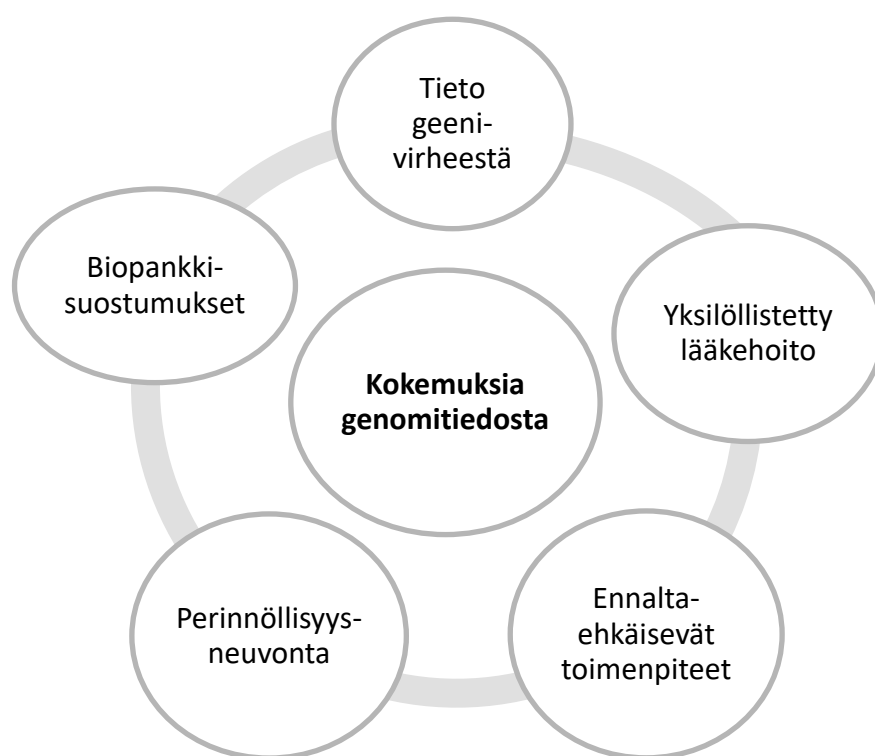 Tieto
geeni-
virheestä
Biopankki-
suostumukset
Yksilöllistetty
lääkehoito
Kokemuksia
genomitiedosta
Perinnöllisyys-
neuvonta
Ennalta-
ehkäisevät
toimenpiteet